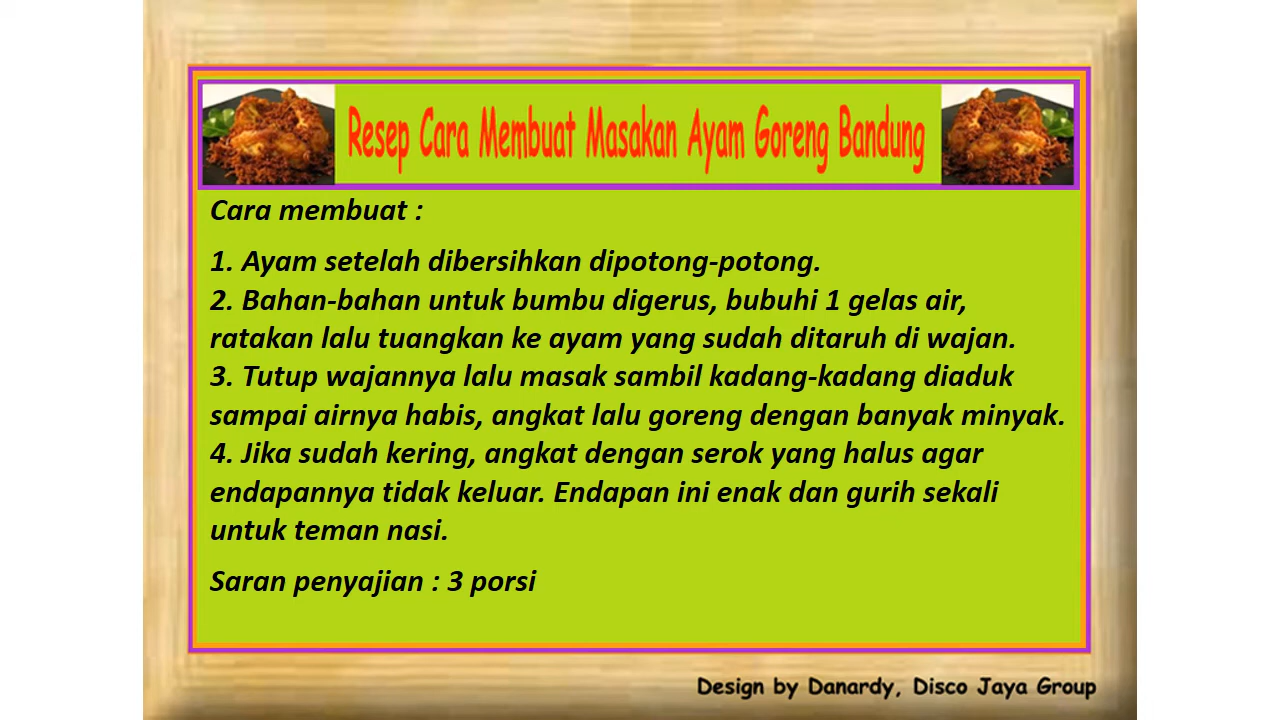 Resep Cara Membuat Masakan Ayam Goreng Bandung
Cara membuat :
1. Ayam setelah dibersihkan dipotong-potong.
2. Bahan-bahan untuk bumbu digerus, bubuhi 1 gelas air,
ratakan lalu tuangkan ke ayam yang sudah ditaruh di wajan.
3. Tutup wajannya lalu masak sambil kadang-kadang diaduk
sampai airnya habis, angkat lalu goreng dengan banyak minyak.
4. Jika sudah kering, angkat dengan serok yang halus agar
endapannya tidak keluar. Endapan ini enak dan gurih sekali
untuk teman nasi.
Saran penyajian : 3 porsi
Design by Danardy, Disco Jaya Group